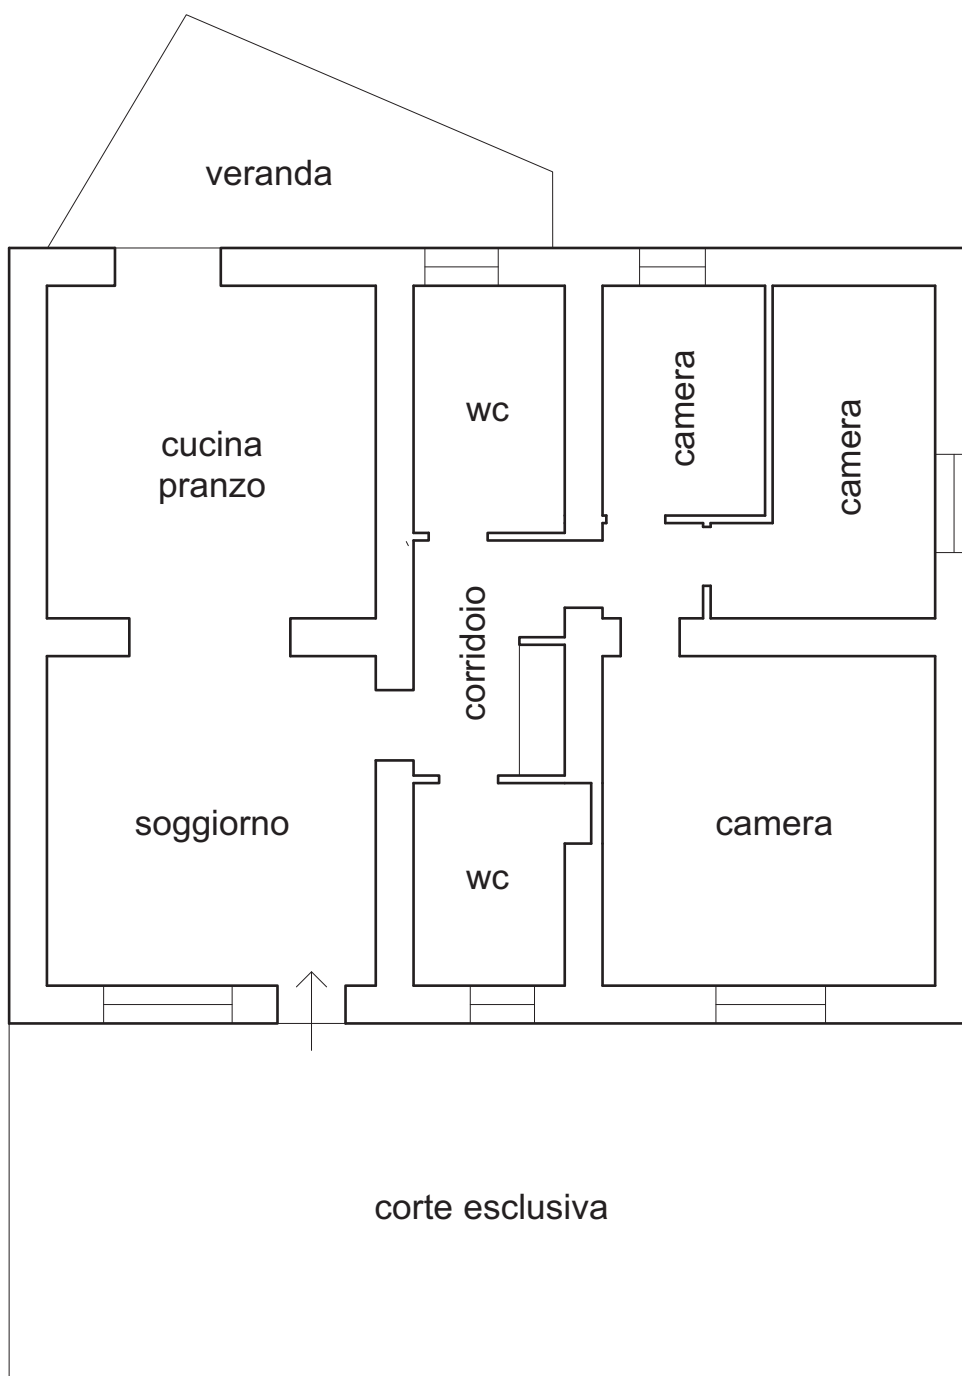 veranda
cucina
pranzo
wc
camera
camera
corridoio
soggiorno
wc
camera
corte esclusiva